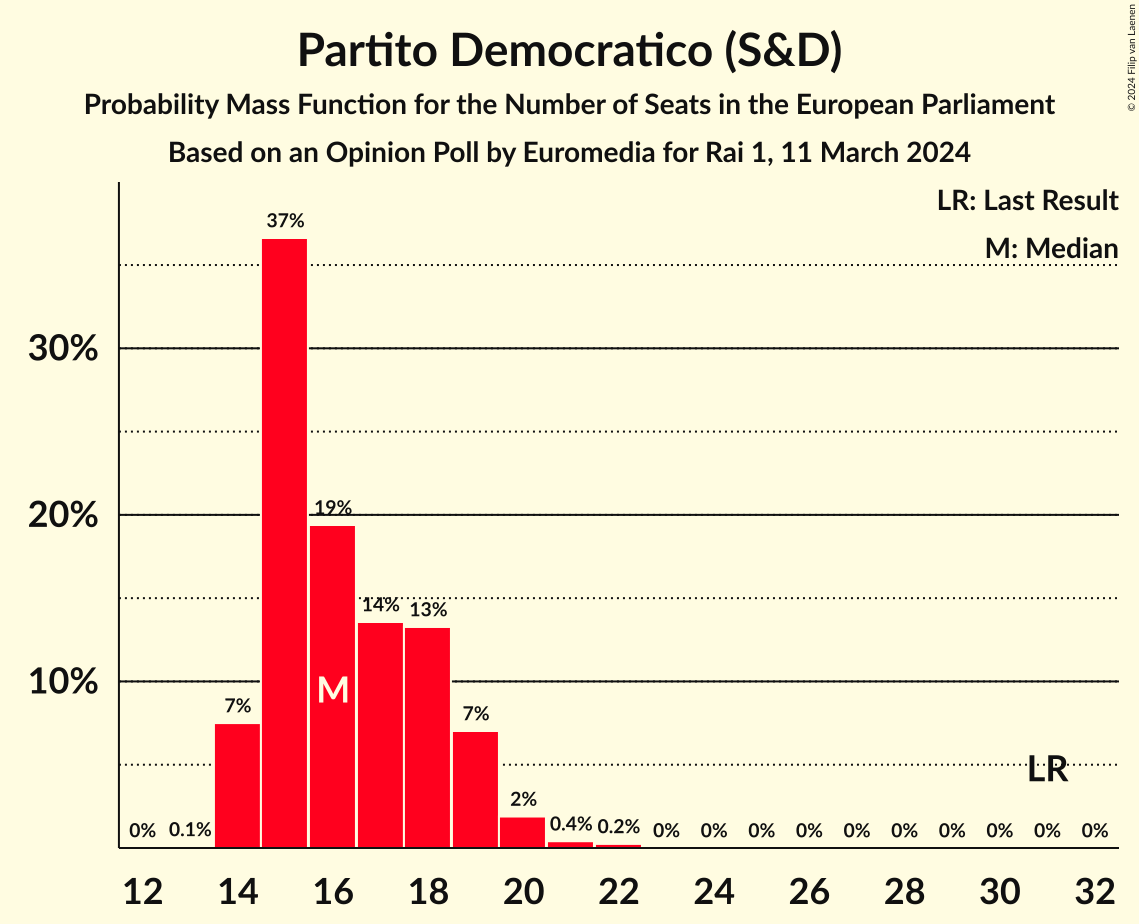 Partito Democratico (S&D)
Probability Mass Function for the Number of Seats in the European Parliament
Based on an Opinion Poll by Euromedia for Rai 1, 11 March 2024
© 2024 Filip van Laenen
LR: Last Result
M: Median
37%
30%
20%
19%
14%
13%
10%
M
7%
7%
LR
2%
0% 0.1% 0.4% 0.2% 0% 0% 0% 0% 0% 0% 0% 0% 0% 0%
12 14 16 18 20 22 24 26 28 30 32